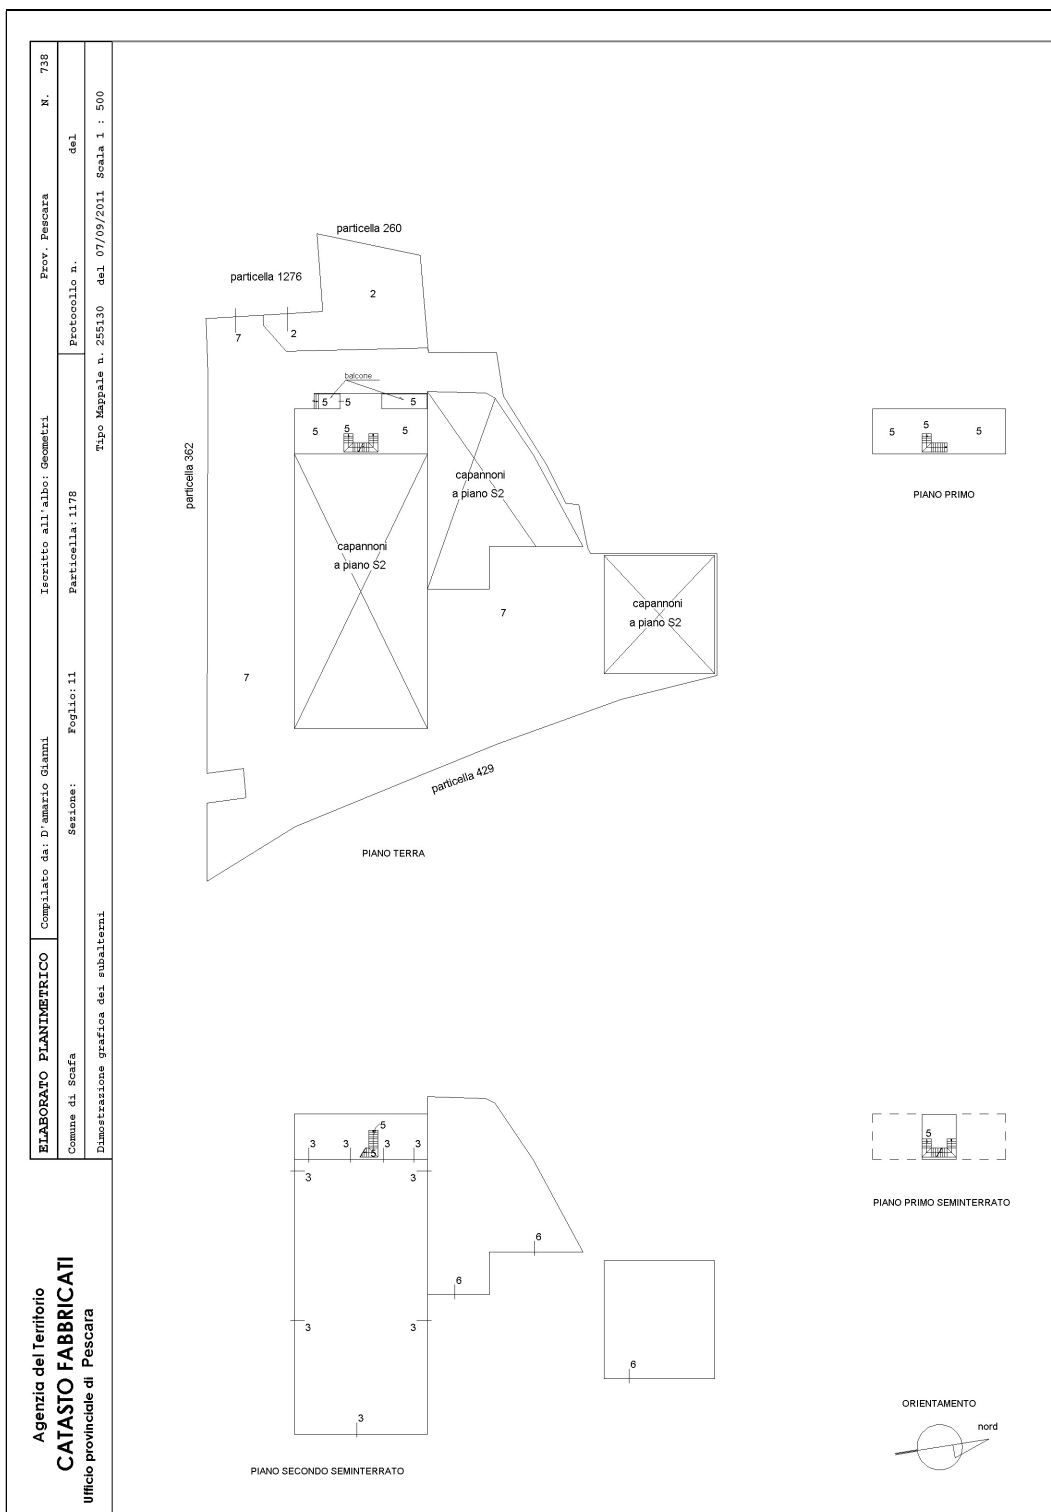 Agenzia del Territorio
CATASTO FABBRICATI
Ufficio provinciale di Pescara
ELABORATO PLANIMETRICO
Compilato da: D'amario Gianni
Iscritto all'albo: Geometri
Prov. Pescara
N. 738
Comune di Scafa
Sezione:
Foglio: 11
Particella: 1178
Protocollo n.
del
Dimostrazione grafica dei subalterni
Tipo Mappale n. 255130 del 07/09/2011 Scala 1 : 500
particella 260
particella 1276
2
7
2
balcone
5
5
5
5
5
5
particella 362
capannoni
a piano S2
capannoni
a piano S2
capannoni
a piano S2
7
7
particella 429
PIANO TERRA
5
5
5
PIANO PRIMO
5
3
3
3
3
5
3
3
6
6
3
3
6
3
PIANO SECONDO SEMINTERRATO
5
PIANO PRIMO SEMINTERRATO
ORIENTAMENTO
nord